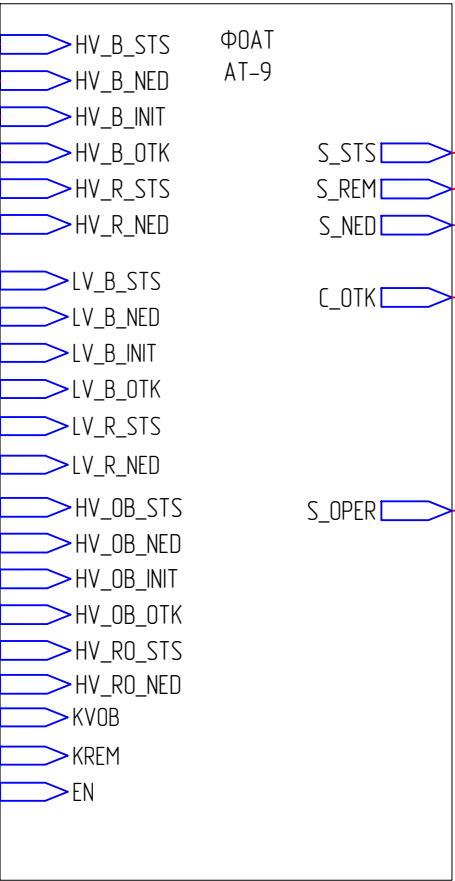 ФОАТ
АТ-9
HV_B_STS
HV_B_NED
HV_B_INIT
HV_B_OTK
HV_R_STS
HV_R_NED
LV_B_STS
LV_B_NED
LV_B_INIT
LV_B_OTK
LV_R_STS
LV_R_NED
HV_OB_STS
HV_OB_NED
HV_OB_INIT
HV_OB_OTK
HV_RO_STS
HV_RO_NED
KVOB
KREM
EN
S_STS
S_REM
S_NED
C_OTK
S_OPER